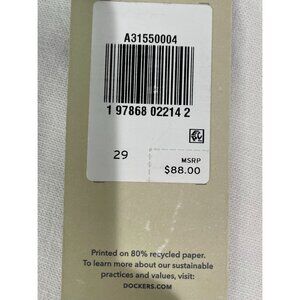 A31550004
1 97868 02214 2
29
MSRP
$88.00
Printed on 80% recycled paper.
To learn more about our sustainable
practices and values, visit:
DOCKERS.COM